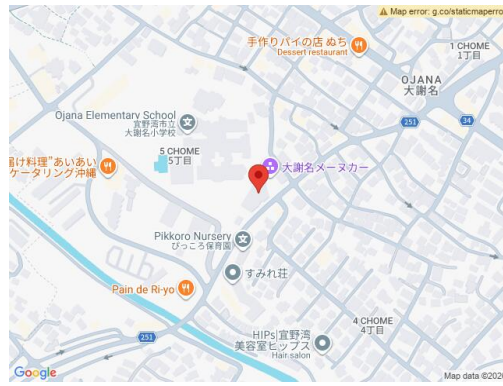 Map error: g.co/staticmaperro
手作りパイの店 ぬち
Dessert restaurant
1 CHOME
1丁目
OJANA
大謝名
251
Ojana Elementary School
宜野湾市立
大謝名小学校
5 CHOME
5丁目
届け料理"あいあい
ケータリング沖縄
大謝名メーヌカー
Pikkoro Nursery
ぴっころ保育園
すみれ荘
Pain de Ri-yo
251
251
HIPs|宜野湾
美容室ヒップス
Hair salon
4 CHOME
4丁目
Google
Map data ©202